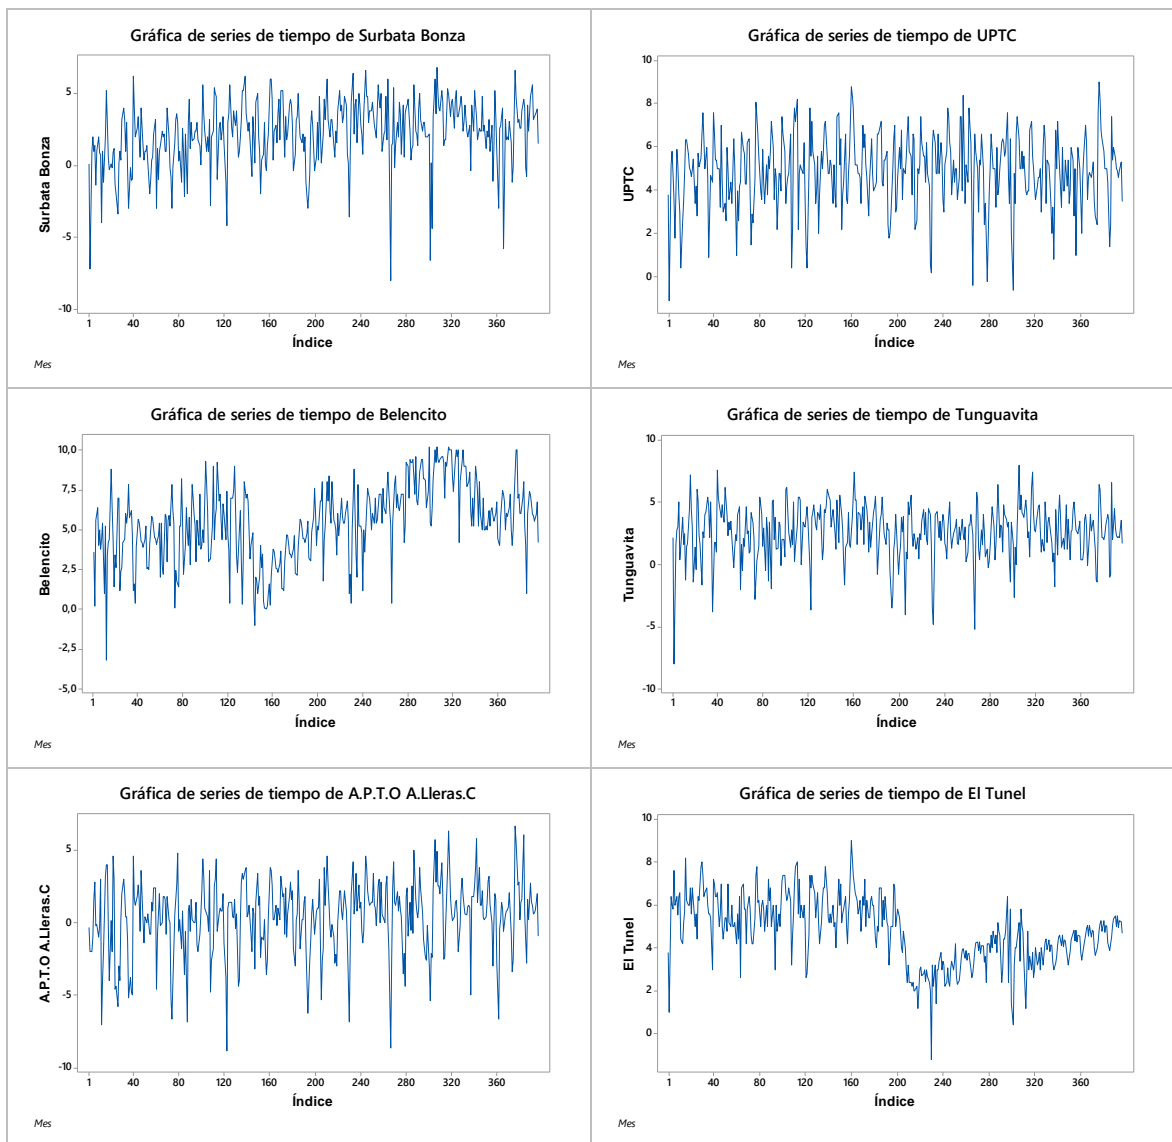 Gráfica de series de tiempo de Surbata Bonza
Surbata Bonza
5
0
-5
-10
1 40 80 120 160 200 240 280 320 360
Índice
Mes
Gráfica de series de tiempo de UPTC
UPTC
10
8
6
4
2
0
1 40 80 120 160 200 240 280 320 360
Índice
Mes
Gráfica de series de tiempo de Belencito
Belencito
10,0
7,5
5,0
2,5
0,0
-2,5
-5,0
1 40 80 120 160 200 240 280 320 360
Índice
Mes
Gráfica de series de tiempo de Tunguavita
Tunguavita
10
5
0
-5
-10
1 40 80 120 160 200 240 280 320 360
Índice
Mes
Gráfica de series de tiempo de A.P.T.O A.Lleras.C
A.P.T.O A.Lleras.C
5
0
-5
-10
1 40 80 120 160 200 240 280 320 360
Índice
Mes
Gráfica de series de tiempo de El Tunel
El Tunel
10
8
6
4
2
0
1 40 80 120 160 200 240 280 320 360
Índice
Mes